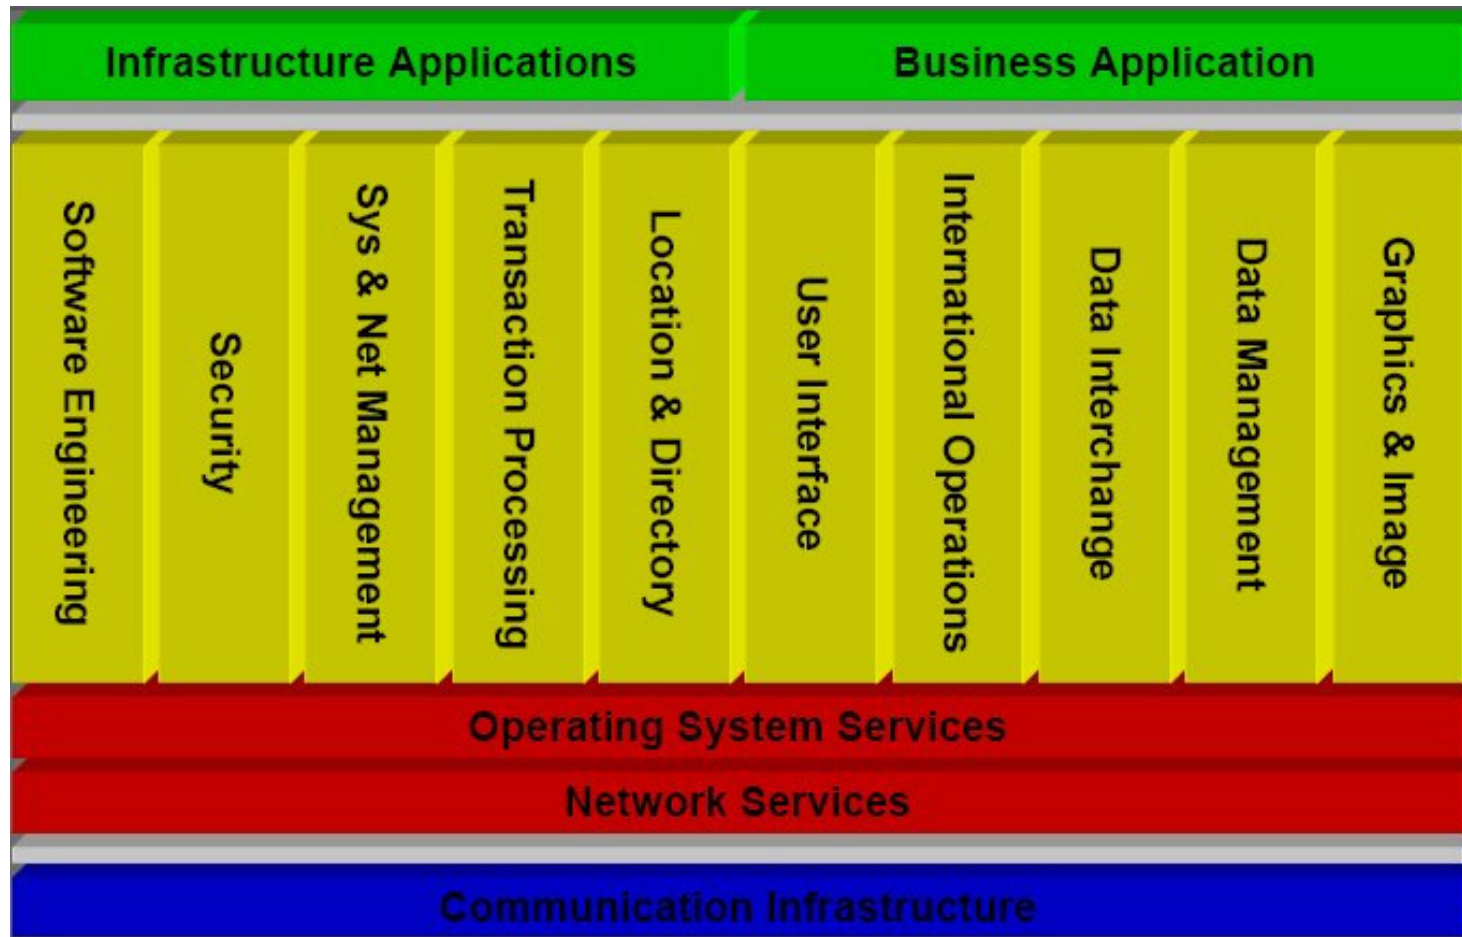 Infrastructure Applications
Business Application
Software Engineering
Security
Sys & Net Management
Transaction Processing
Location & Directory
User Interface
International Operations
Data Interchange
Data Management
Graphics & Image
Operating System Services
Network Services
Communication Infrastructure